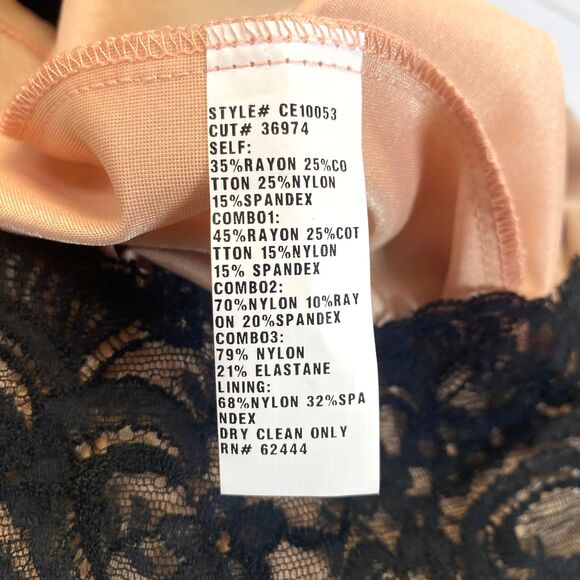 STYLE# CE10053
CUT# 36974
SELF:
35%RAYON 25%CO
TTON 25%NYLON
15%SPANDEX
COMBO1:
45%RAYON 25%COT
TTON 15%NYLON
15% SPANDEX
COMBO2:
70%NYLON 10%RAY
ON 20%SPANDEX
COMBO3:
79% NYLON
21% ELASTANE
LINING:
68%NYLON 32%SPA
NDEX
DRY CLEAN ONLY
RN# 62444